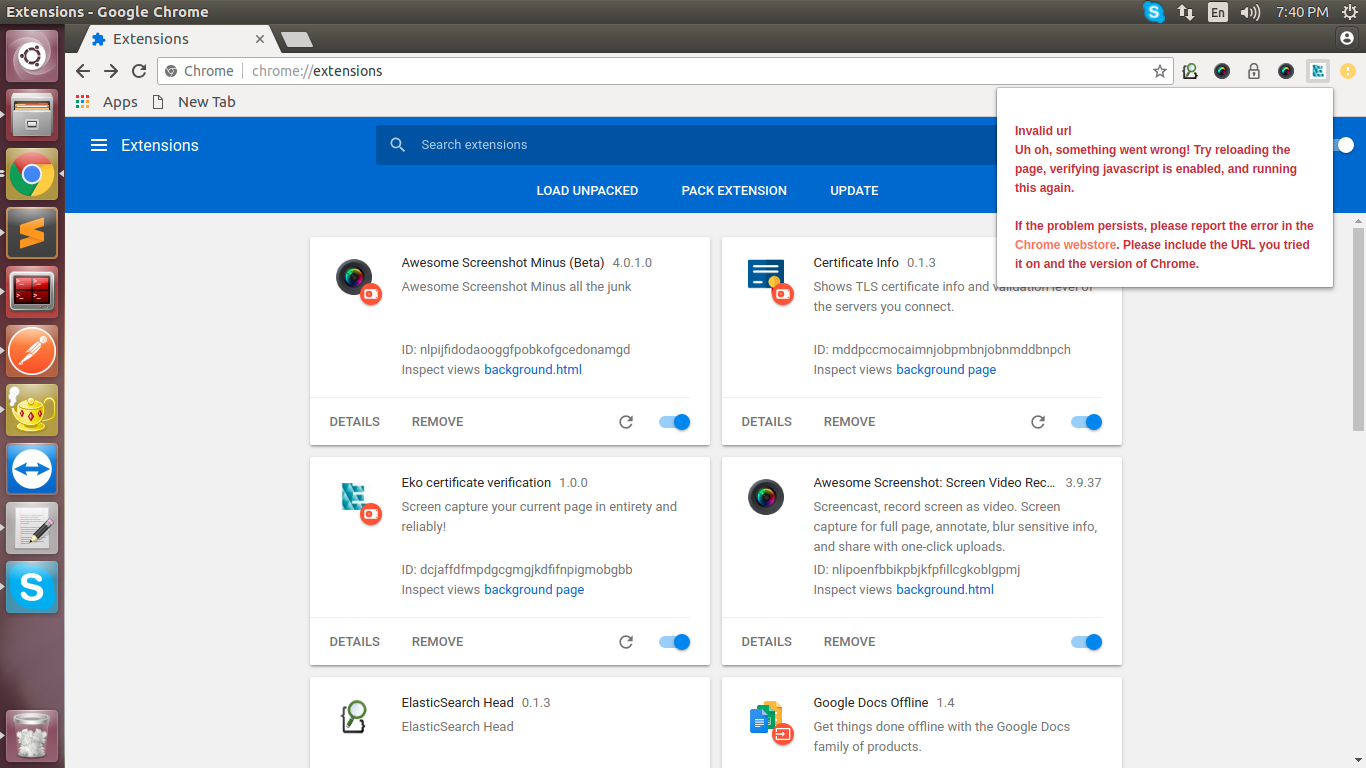 Extensions - Google Chrome
En
7:40 PM
Extensions
Chrome
chrome://extensions
Apps
New Tab
Extensions
Search extensions
LOAD UNPACKED
PACK EXTENSION
UPDATE
Invalid url
Uh oh, something went wrong! Try reloading the
page, verifying javascript is enabled, and running
this again.
If the problem persists, please report the error in the
Chrome webstore. Please include the URL you tried
it on and the version of Chrome.
Awesome Screenshot Minus (Beta) 4.0.1.0
Awesome Screenshot Minus all the junk
ID: nlpijfidodaooggfpobkofgcedonamgd
Inspect views background.html
DETAILS
REMOVE
Certificate Info 0.1.3
Shows TLS certificate info and validation level of
the servers you connect.
ID: mddpccmocaimnjobpmbnjobnmddbnpch
Inspect views background page
DETAILS
REMOVE
Eko certificate verification 1.0.0
Screen capture your current page in entirety and
reliably!
ID: dcjaffdfmpdgcgmgjkdfifnpigmobgbb
Inspect views background page
DETAILS
REMOVE
Awesome Screenshot: Screen Video Rec... 3.9.37
Screencast, record screen as video. Screen
capture for full page, annotate, blur sensitive info,
and share with one-click uploads.
ID: nlipoenfbbikpbjkfpfillcgkoblgpmj
Inspect views background.html
DETAILS
REMOVE
ElasticSearch Head 0.1.3
ElasticSearch Head
Google Docs Offline 1.4
Get things done offline with the Google Docs
family of products.